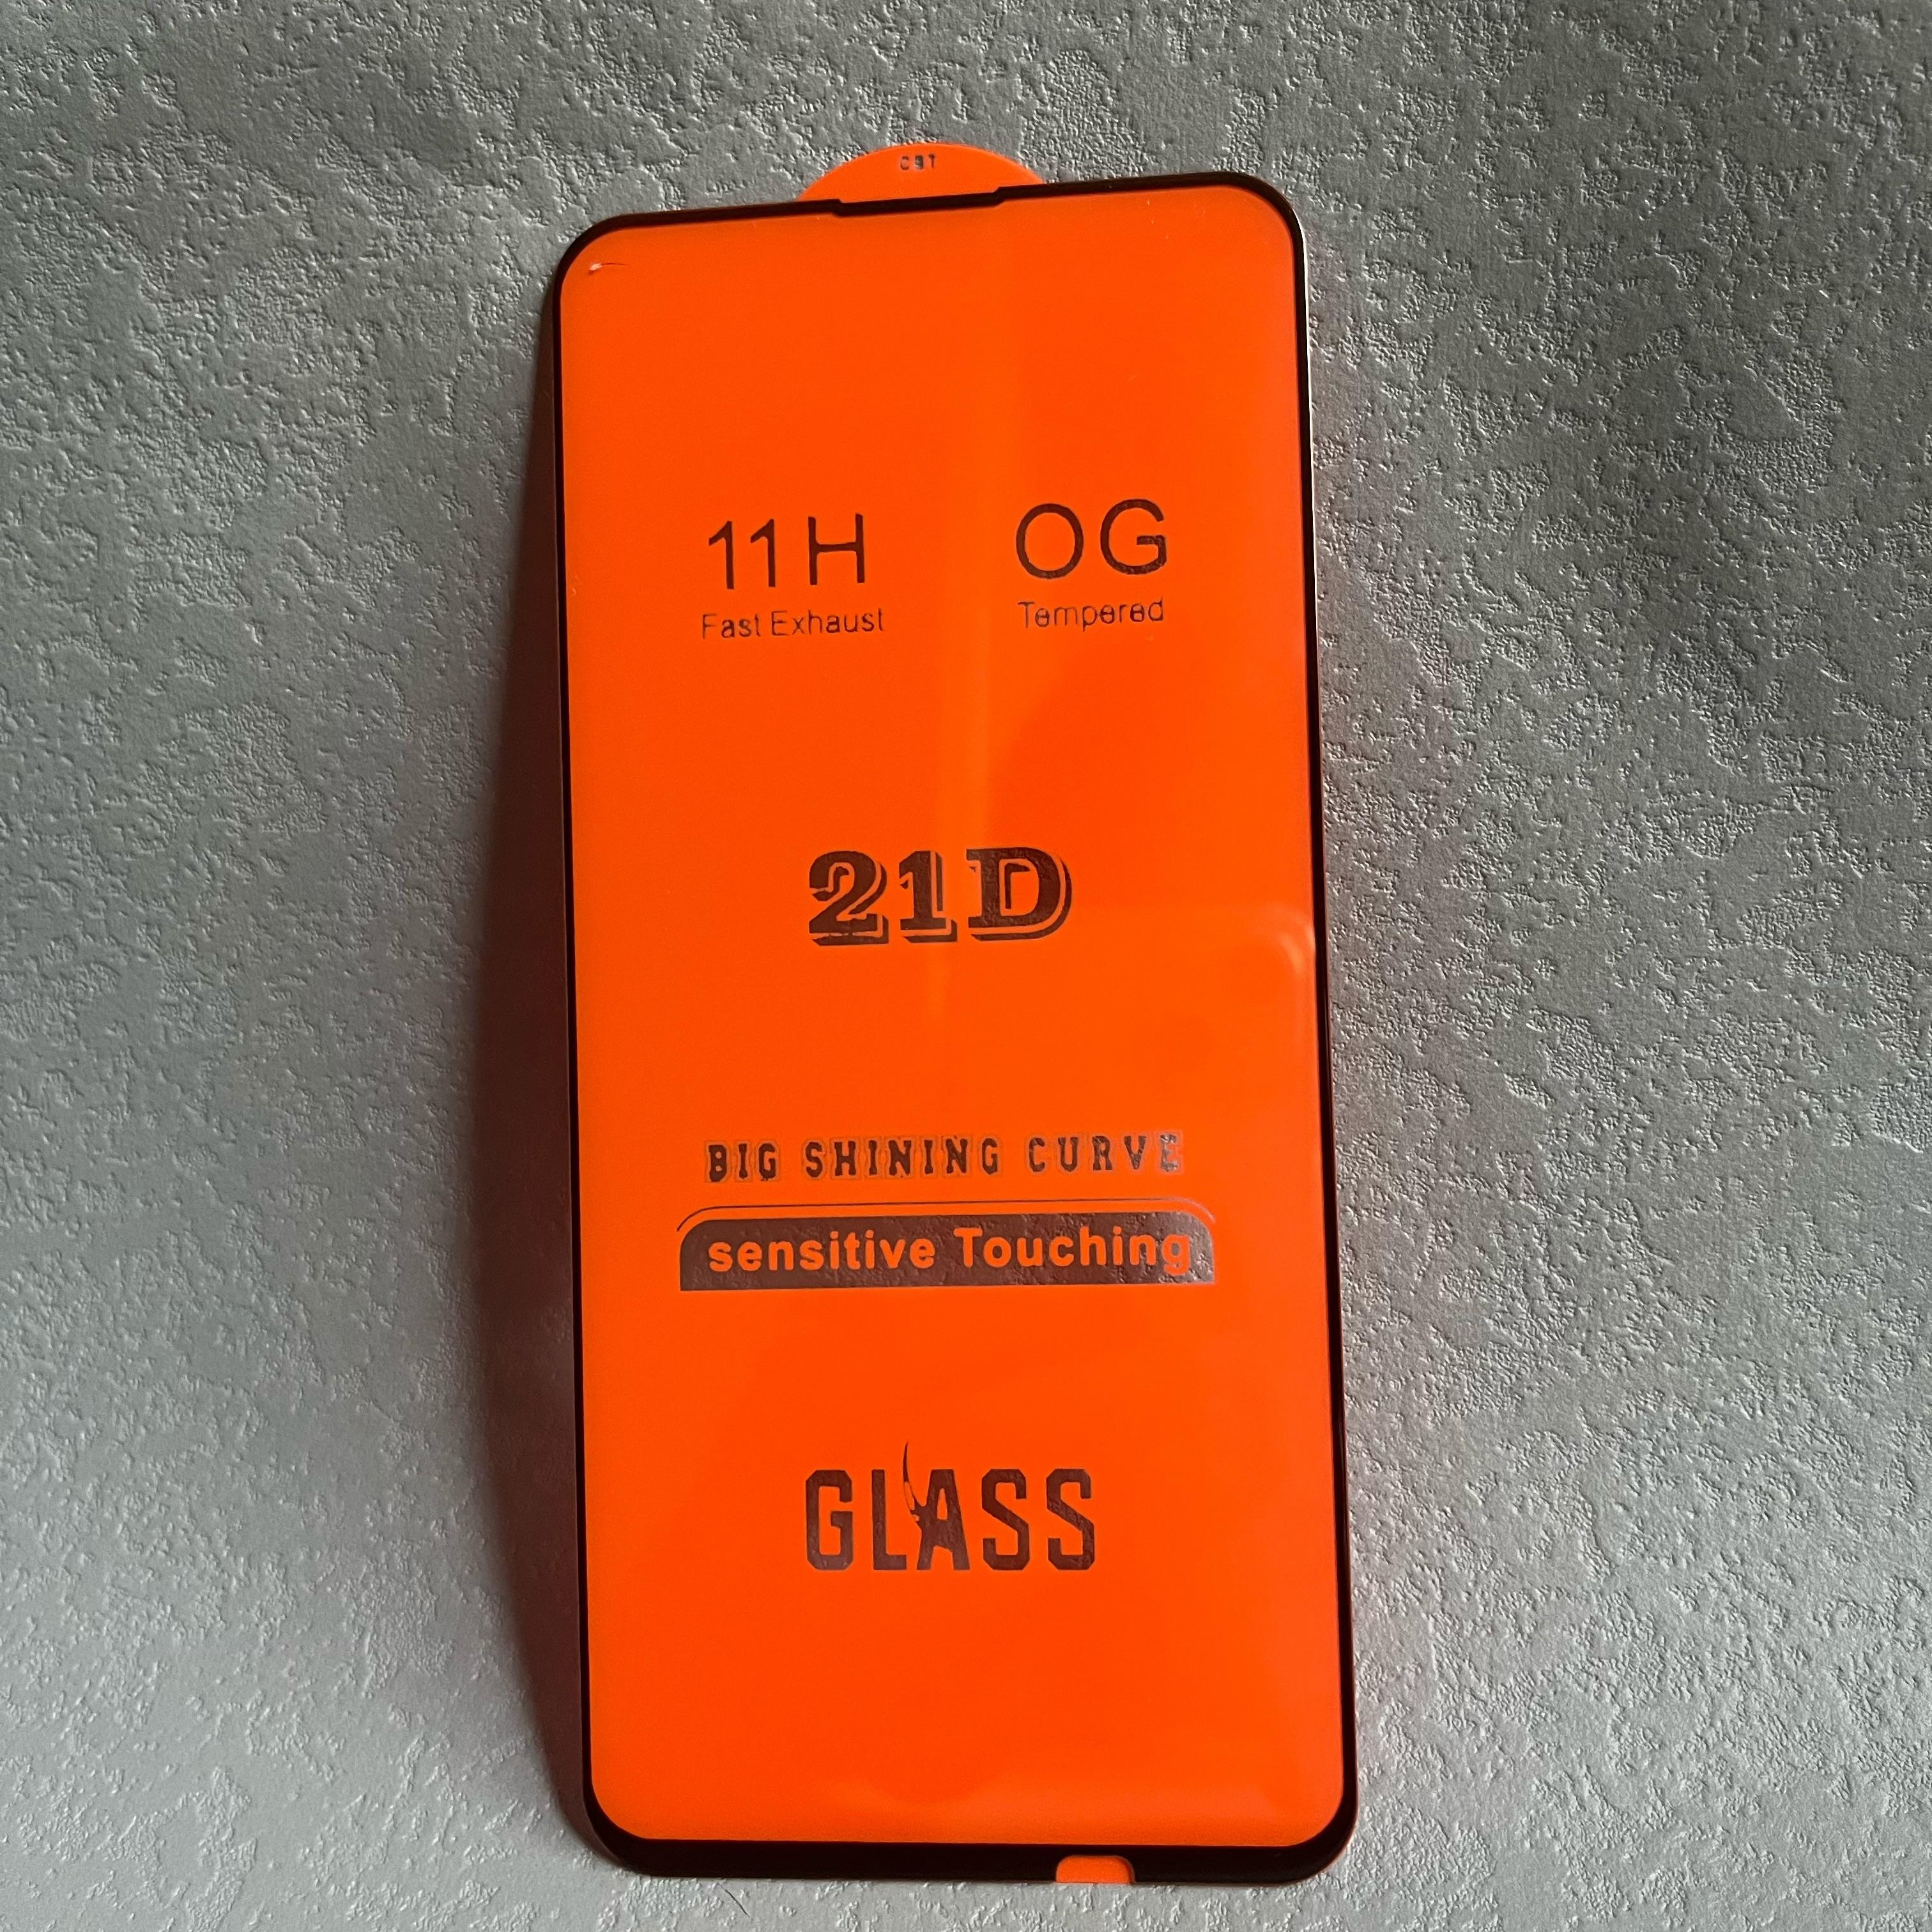 11H OG
Fast Exhaust Tempered
21D
BIG SHINING CURVE
sensitive Touching
GLASS